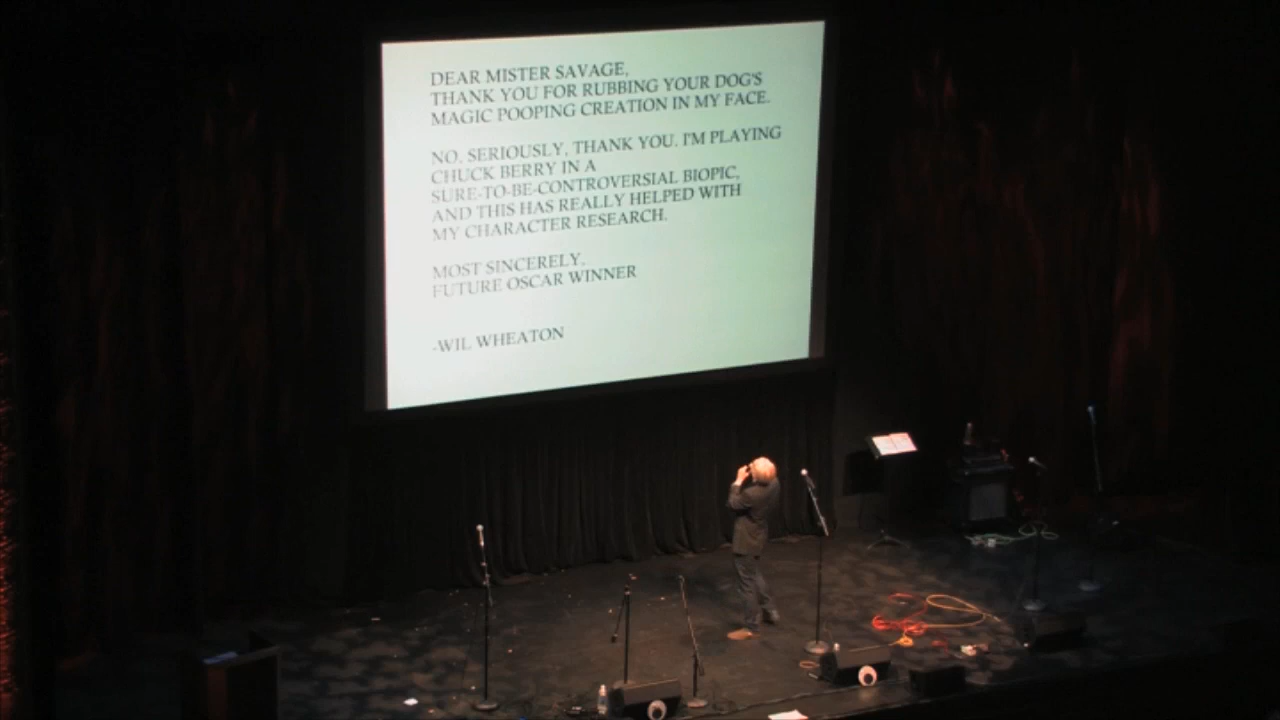 DEAR MISTER SAVAGE,
THANK YOU FOR RUBBING YOUR DOG'S
MAGIC POOPING CREATION IN MY FACE.
NO, SERIOUSLY, THANK YOU. I'M PLAYING
CHUCK BERRY IN A
SURE-TO-BE-CONTROVERSIAL BIOPIC,
AND THIS HAS REALLY HELPED WITH
MY CHARACTER RESEARCH.
MOST SINCERELY,
FUTURE OSCAR WINNER
-WIL WHEATON